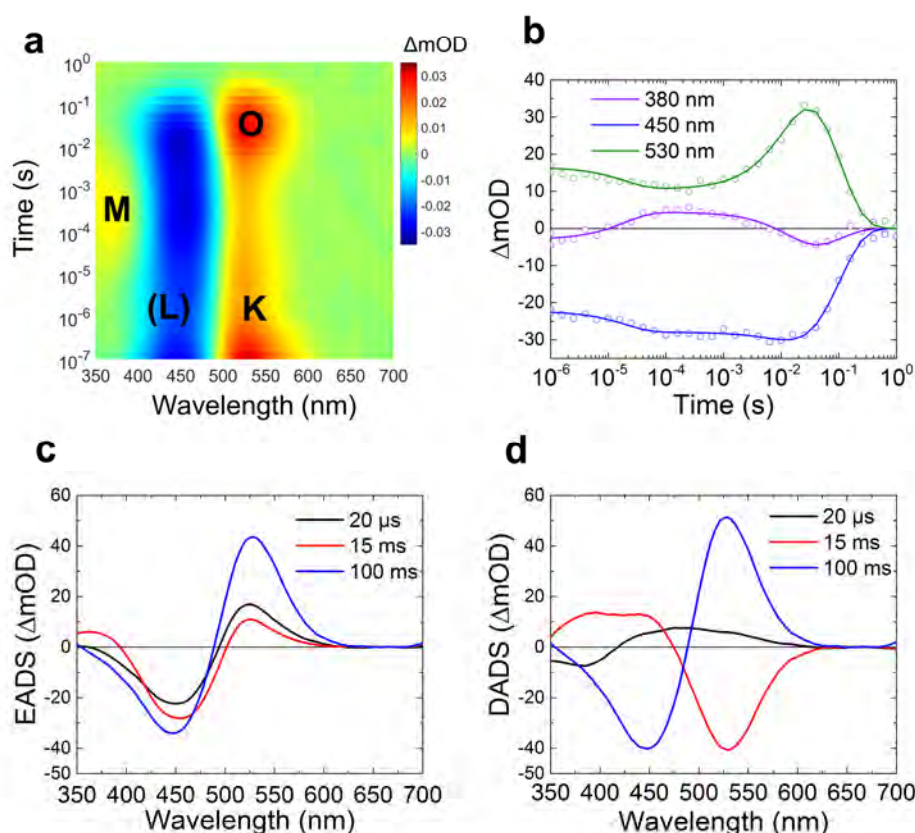 a
ΔmOD
10⁰
10⁻¹
10⁻²
10⁻³
10⁻⁴
10⁻⁵
10⁻⁶
10⁻⁷
Time (s)
O
M
(L)
K
350 400 450 500 550 600 650 700
Wavelength (nm)
0.03
0.02
0.01
0
-0.01
-0.02
-0.03
b
40
30
20
10
0
-10
-20
-30
ΔmOD
380 nm
450 nm
530 nm
10⁻⁶ 10⁻⁵ 10⁻⁴ 10⁻³ 10⁻² 10⁻¹ 10⁰
Time (s)
c
60
40
20
0
-20
-40
-50
EADS (ΔmOD)
20 µs
15 ms
100 ms
350 400 450 500 550 600 650 700
Wavelength (nm)
d
60
40
20
0
-20
-40
-50
DADS (ΔmOD)
20 µs
15 ms
100 ms
350 400 450 500 550 600 650 700
Wavelength (nm)